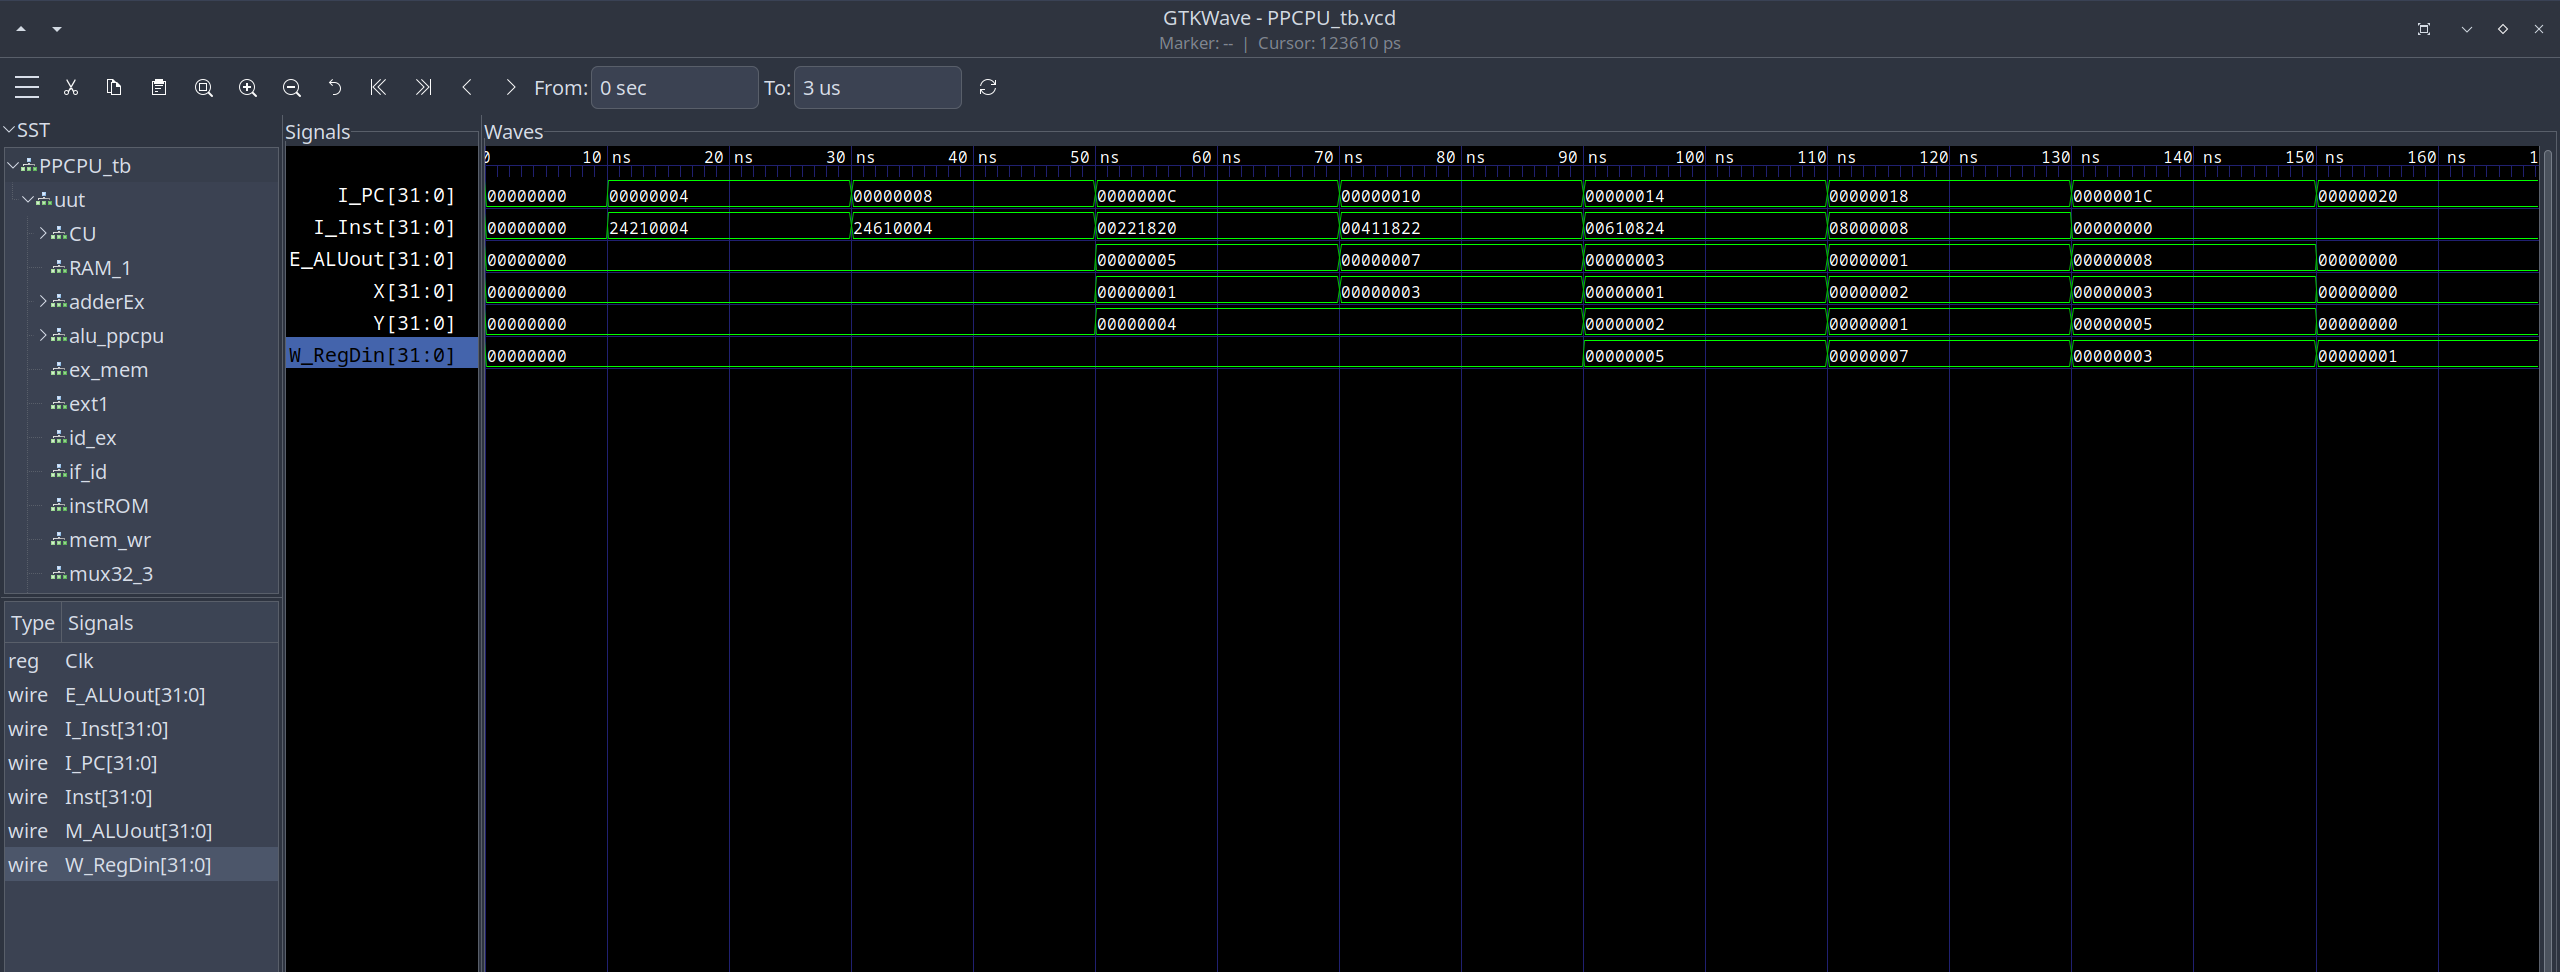 GTKWave - PPCPU_tb.vcd
Marker: -- | Cursor: 123610 ps
From: 0 sec To: 3 us
SST
PPCPU_tb
uut
CU
RAM_1
adderEx
alu_ppcpu
ex_mem
ext1
id_ex
if_id
instROM
mem_wr
mux32_3
Type Signals
reg Clk
wire E_ALUout[31:0]
wire I_Inst[31:0]
wire I_PC[31:0]
wire Inst[31:0]
wire M_ALUout[31:0]
wire W_RegDin[31:0]
Signals
I_PC[31:0]
I_Inst[31:0]
E_ALUout[31:0]
X[31:0]
Y[31:0]
W_RegDin[31:0]
Waves
0 10 ns 20 ns 30 ns 40 ns 50 ns 60 ns 70 ns 80 ns 90 ns 100 ns 110 ns 120 ns 130 ns 140 ns 150 ns 160 ns 1
00000000 00000004 00000008 0000000C 00000010 00000014 00000018 0000001C 00000020
00000000 24210004 24610004 00221820 00411822 00610824 08000008 00000000
00000000 00000005 00000007 00000003 00000001 00000008 00000000
00000000 00000001 00000003 00000001 00000002 00000003 00000000
00000000 00000004 00000002 00000001 00000005 00000000
00000000 00000005 00000007 00000003 00000001